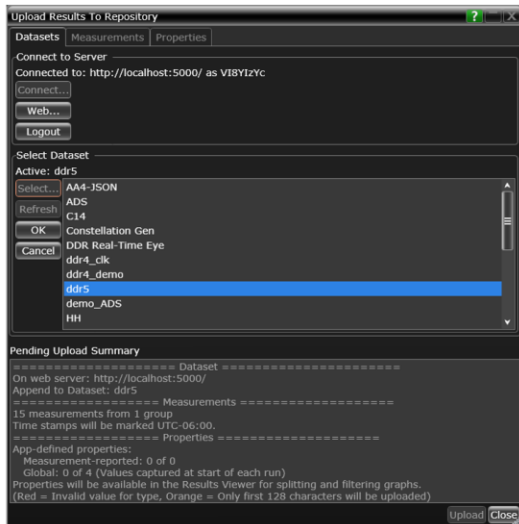 Upload Results To Repository
? X
Datasets Measurements Properties
Connect to Server
Connected to: http://localhost:5000/ as VI8YIzYc
Connect...
Web...
Logout
Select Dataset
Active: ddr5
Select...
Refresh
OK
Cancel
AA4-JSON
ADS
C14
Constellation Gen
DDR Real-Time Eye
ddr4_clk
ddr4_demo
ddr5
demo_ADS
HH
Pending Upload Summary
==================== Dataset ======================
On web server: http://localhost:5000/
Append to Dataset: ddr5
================== Measurements ===================
15 measurements from 1 group
Time stamps will be marked UTC-06:00.
================== Properties =====================
App-defined properties:
Measurement-reported: 0 of 0
Global: 0 of 4 (Values captured at start of each run)
Properties will be available in the Results Viewer for splitting and filtering graphs.
(Red = Invalid value for type, Orange = Only first 128 characters will be uploaded)
Upload Close